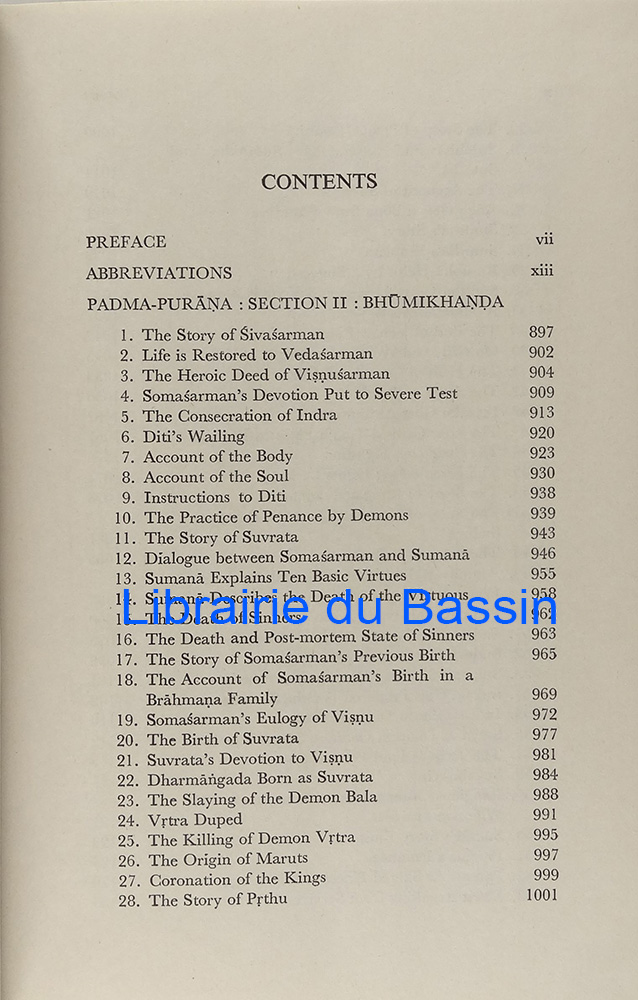 CONTENTS
PREFACE vii
ABBREVIATIONS xiii
PADMA-PURĀṆA : SECTION II : BHŪMIKHAṆḌA
1. The Story of Śivaśarman 897
2. Life is Restored to Vedaśarman 902
3. The Heroic Deed of Viṣṇuśarman 904
4. Somaśarman's Devotion Put to Severe Test 909
5. The Consecration of Indra 913
6. Diti's Wailing 920
7. Account of the Body 923
8. Account of the Soul 930
9. Instructions to Diti 938
10. The Practice of Penance by Demons 939
11. The Story of Suvrata 943
12. Dialogue between Somaśarman and Sumanā 946
13. Sumanā Explains Ten Basic Virtues 955
14. Sumanā Describes the Death of the Virtuous 958
Librairie du Bassin
15. The Death of Sinners 962
16. The Death and Post-mortem State of Sinners 963
17. The Story of Somaśarman's Previous Birth 965
18. The Account of Somaśarman's Birth in a
Brāhmaṇa Family 969
19. Somaśarman's Eulogy of Viṣṇu 972
20. The Birth of Suvrata 977
21. Suvrata's Devotion to Viṣṇu 981
22. Dharmāṅgada Born as Suvrata 984
23. The Slaying of the Demon Bala 988
24. Vṛtra Duped 991
25. The Killing of Demon Vṛtra 995
26. The Origin of Maruts 997
27. Coronation of the Kings 999
28. The Story of Pṛthu 1001